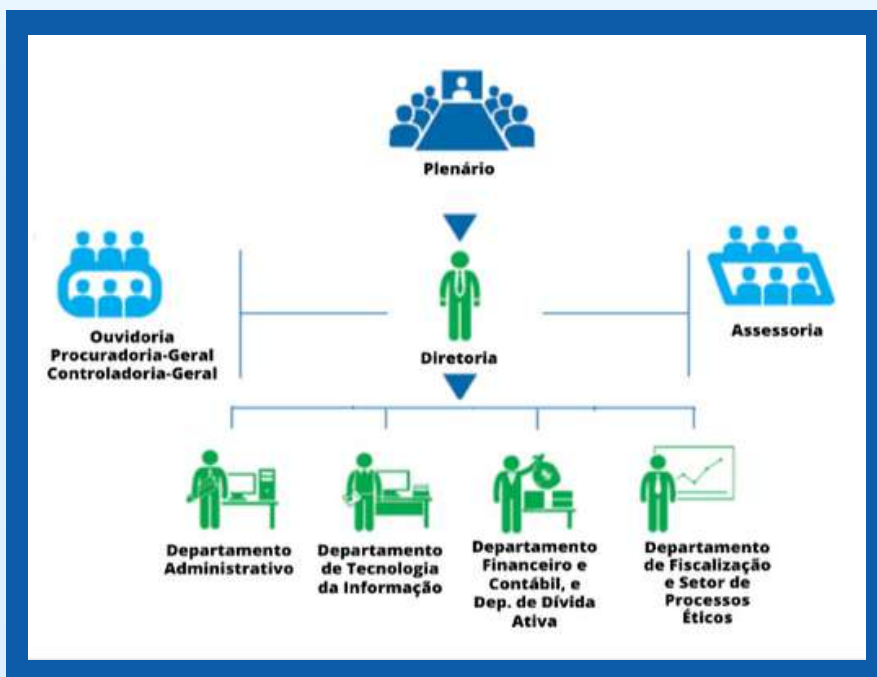 Plenário
Ouvidoria
Procuradoria-Geral
Controladoria-Geral
Diretoria
Assessoria
Departamento
Administrativo
Departamento
de Tecnologia
da Informação
Departamento
Financeiro e
Contábil, e
Dep. de Dívida
Ativa
Departamento
de Fiscalização
e Setor de
Processos
Éticos